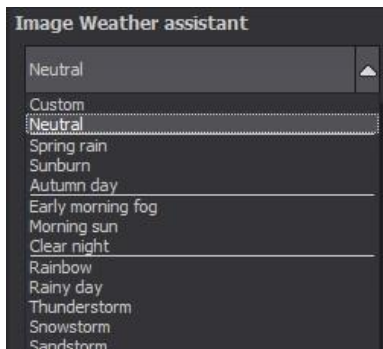 Image Weather assistant
Neutral
Custom
Neutral
Spring rain
Sunburn
Autumn day
Early morning fog
Morning sun
Clear night
Rainbow
Rainy day
Thunderstorm
Snowstorm
Sandstorm